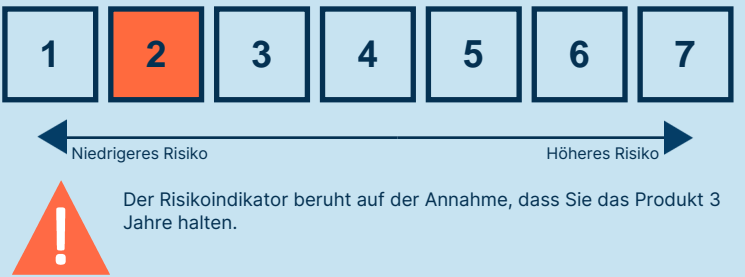 1 2 3 4 5 6 7
Niedrigeres Risiko Höheres Risiko
Der Risikoindikator beruht auf der Annahme, dass Sie das Produkt 3
Jahre halten.